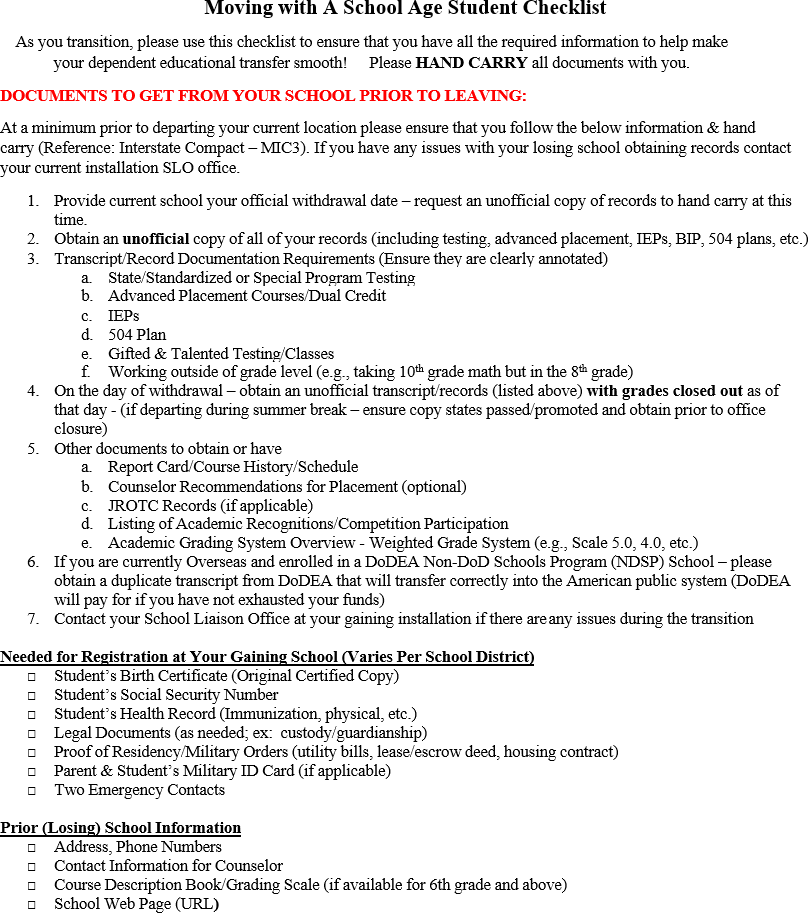 Moving with A School Age Student Checklist
As you transition, please use this checklist to ensure that you have all the required information to help make
your dependent educational transfer smooth! Please HAND CARRY all documents with you.
DOCUMENTS TO GET FROM YOUR SCHOOL PRIOR TO LEAVING:
At a minimum prior to departing your current location please ensure that you follow the below information & hand
carry (Reference: Interstate Compact – MIC3). If you have any issues with your losing school obtaining records contact
your current installation SLO office.
1. Provide current school your official withdrawal date – request an unofficial copy of records to hand carry at this
time.
2. Obtain an unofficial copy of all of your records (including testing, advanced placement, IEPs, BIP, 504 plans, etc.)
3. Transcript/Record Documentation Requirements (Ensure they are clearly annotated)
a. State/Standardized or Special Program Testing
b. Advanced Placement Courses/Dual Credit
c. IEPs
d. 504 Plan
e. Gifted & Talented Testing/Classes
f. Working outside of grade level (e.g., taking 10th grade math but in the 8th grade)
4. On the day of withdrawal – obtain an unofficial transcript/records (listed above) with grades closed out as of
that day - (if departing during summer break – ensure copy states passed/promoted and obtain prior to office
closure)
5. Other documents to obtain or have
a. Report Card/Course History/Schedule
b. Counselor Recommendations for Placement (optional)
c. JROTC Records (if applicable)
d. Listing of Academic Recognitions/Competition Participation
e. Academic Grading System Overview - Weighted Grade System (e.g., Scale 5.0, 4.0, etc.)
6. If you are currently Overseas and enrolled in a DoDEA Non-DoD Schools Program (NDSP) School – please
obtain a duplicate transcript from DoDEA that will transfer correctly into the American public system (DoDEA
will pay for if you have not exhausted your funds)
7. Contact your School Liaison Office at your gaining installation if there are any issues during the transition
Needed for Registration at Your Gaining School (Varies Per School District)
□ Student's Birth Certificate (Original Certified Copy)
□ Student's Social Security Number
□ Student's Health Record (Immunization, physical, etc.)
□ Legal Documents (as needed; ex: custody/guardianship)
□ Proof of Residency/Military Orders (utility bills, lease/escrow deed, housing contract)
□ Parent & Student's Military ID Card (if applicable)
□ Two Emergency Contacts
Prior (Losing) School Information
□ Address, Phone Numbers
□ Contact Information for Counselor
□ Course Description Book/Grading Scale (if available for 6th grade and above)
□ School Web Page (URL)